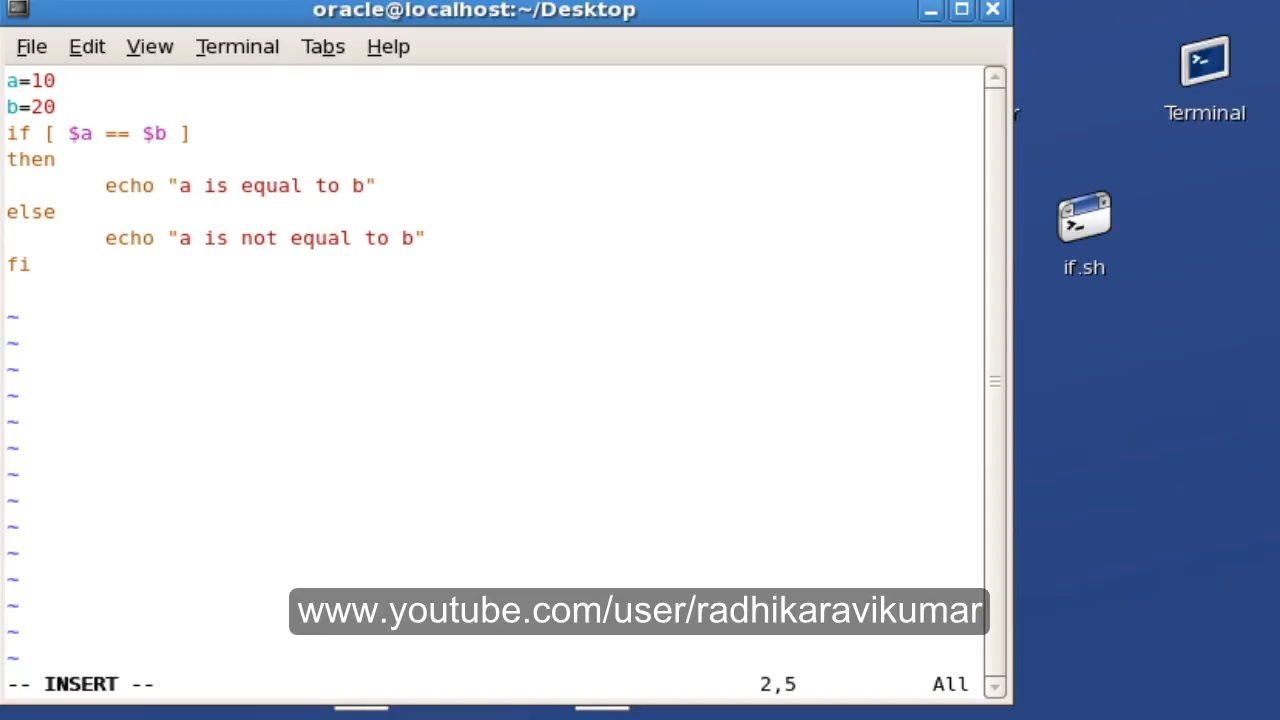 oracle@localhost:~/Desktop
File Edit View Terminal Tabs Help
a=10
b=20
if [ $a == $b ]
then
        echo "a is equal to b"
else
        echo "a is not equal to b"
fi
~
~
~
~
~
~
~
~
~
~
~
~
~
~
-- INSERT -- 2,5 All
www.youtube.com/user/radhikaravikumar
r
Terminal
if.sh